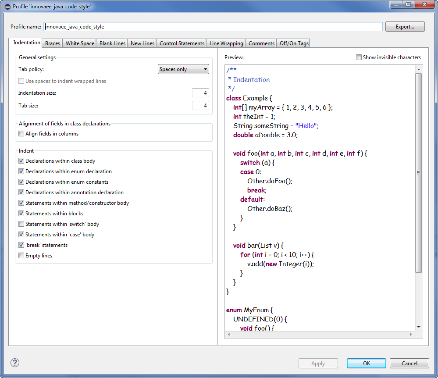 Profile 'innovaee_java_code_style'
Profile name: innovaee_java_code_style Export...
Indentation Braces White Space Blank Lines New Lines Control Statements Line Wrapping Comments Off/On Tags
General settings
Tab policy: Spaces only
Use spaces to indent wrapped lines
Indentation size: 4
Tab size: 4
Alignment of fields in class declarations
Align fields in columns
Indent
Declarations within class body
Declarations within enum declaration
Declarations within enum constants
Declarations within annotation declaration
Statements within method/constructor body
Statements within blocks
Statements within 'switch' body
Statements within 'case' body
'break' statements
Empty lines
Preview: Show invisible characters
/**
* Indentation
*/
class Example {
int[] myArray = { 1, 2, 3, 4, 5, 6 };
int theInt = 1;
String someString = "Hello";
double aDouble = 3.0;
void foo(int a, int b, int c, int d, int e, int f) {
switch (a) {
case 0:
Other.doFoo();
break;
default:
Other.doBaz();
}
}
void bar(List v) {
for (int i = 0; i < 10; i++) {
v.add(new Integer(i));
}
}
}
enum MyEnum {
UNDEFINED(0) {
void foo() {
Apply OK Cancel